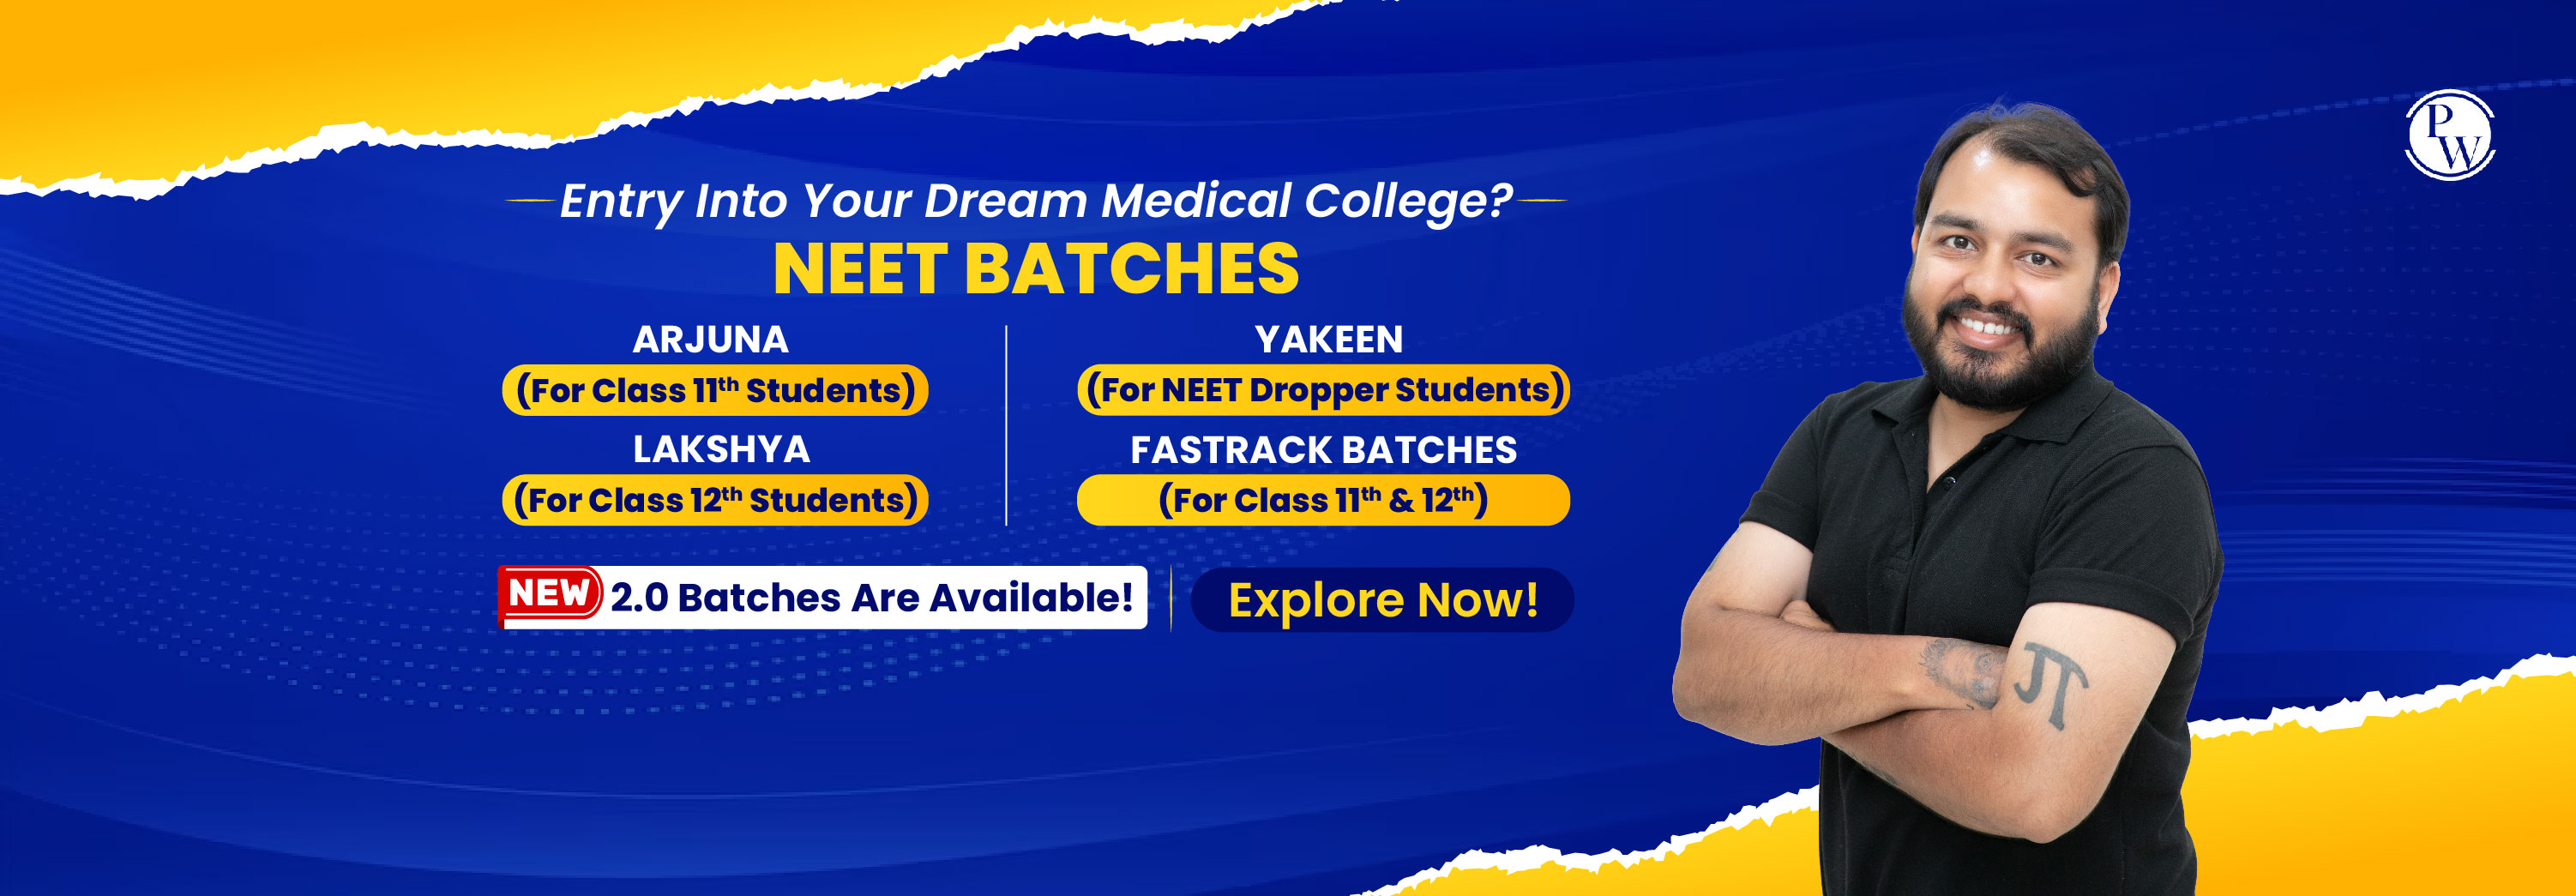 P
W
Entry Into Your Dream Medical College?
NEET BATCHES
ARJUNA
(For Class 11th Students)
LAKSHYA
(For Class 12th Students)
YAKEEN
(For NEET Dropper Students)
FASTRACK BATCHES
(For Class 11th & 12th)
NEW 2.0 Batches Are Available!
Explore Now!
π